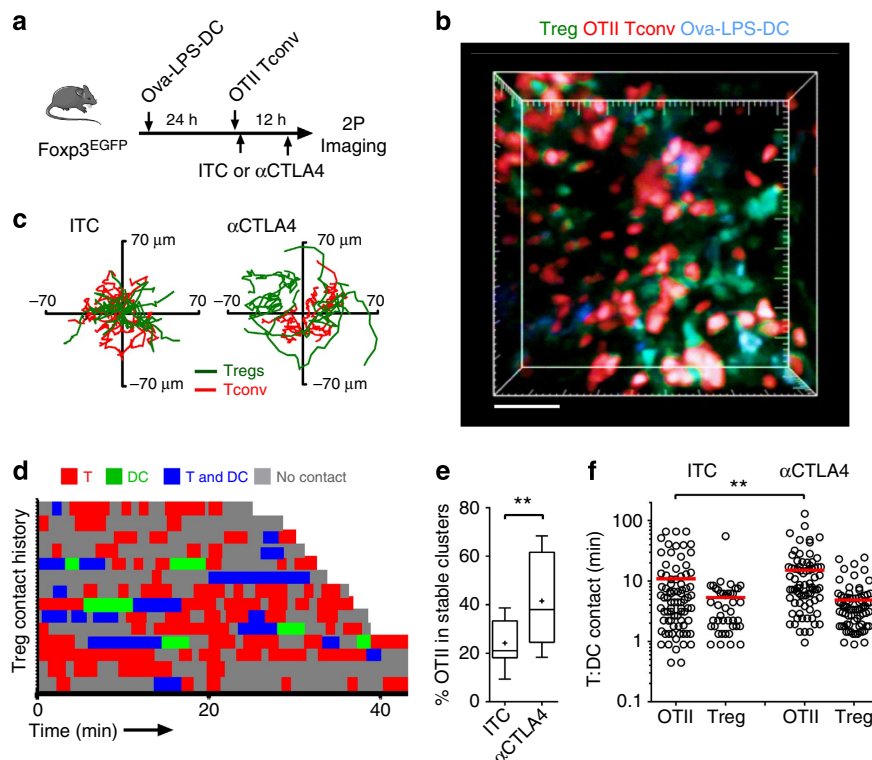 a
Ova-LPS-DC
OTII Tconv
24 h
12 h
2P
Imaging
Foxp3EGFP
ITC or αCTLA4
b
Treg OTII Tconv Ova-LPS-DC
c
ITC
αCTLA4
70 μm
70 μm
–70
70
–70
70
–70 μm
–70 μm
Tregs
Tconv
d
T
DC
T and DC
No contact
Treg contact history
0
20
40
Time (min)
e
% OTII in stable clusters
80
60
40
20
0
**
ITC
αCTLA4
f
ITC
αCTLA4
**
T:DC contact (min)
100
10
1
0.1
OTII
Treg
OTII
Treg